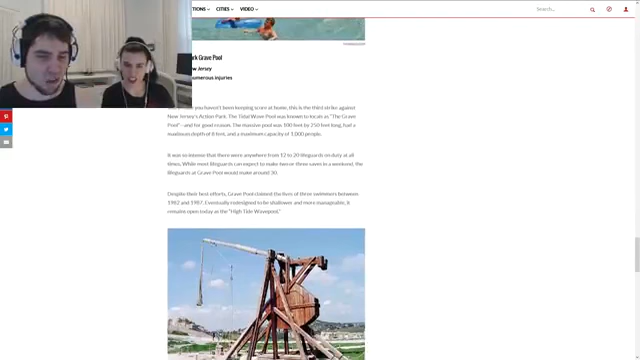 TIONS CITIES VIDEO Search...
rk Grave Pool
w Jersey
umerous injuries
you haven't been keeping score at home, this is the third strike against
New Jersey's Action Park. The Tidal Wave Pool was known to locals as "The Grave
Pool"—and for good reason. The massive pool was 100 feet by 250 feet long, had a
maximum depth of 8 feet, and a maximum capacity of 1,000 people.
It was so intense that there were anywhere from 12 to 20 lifeguards on duty at all
times. While most lifeguards can expect to make twelve-three saves in a weekend, the
lifeguards at Grave Pool would make around 30.
Despite their best efforts, Grave Pool claimed the lives of three swimmers between
1982 and 1987. Eventually redesigned to be shallower and more manageable, it
remains open today as the "High Tide Wavepool."